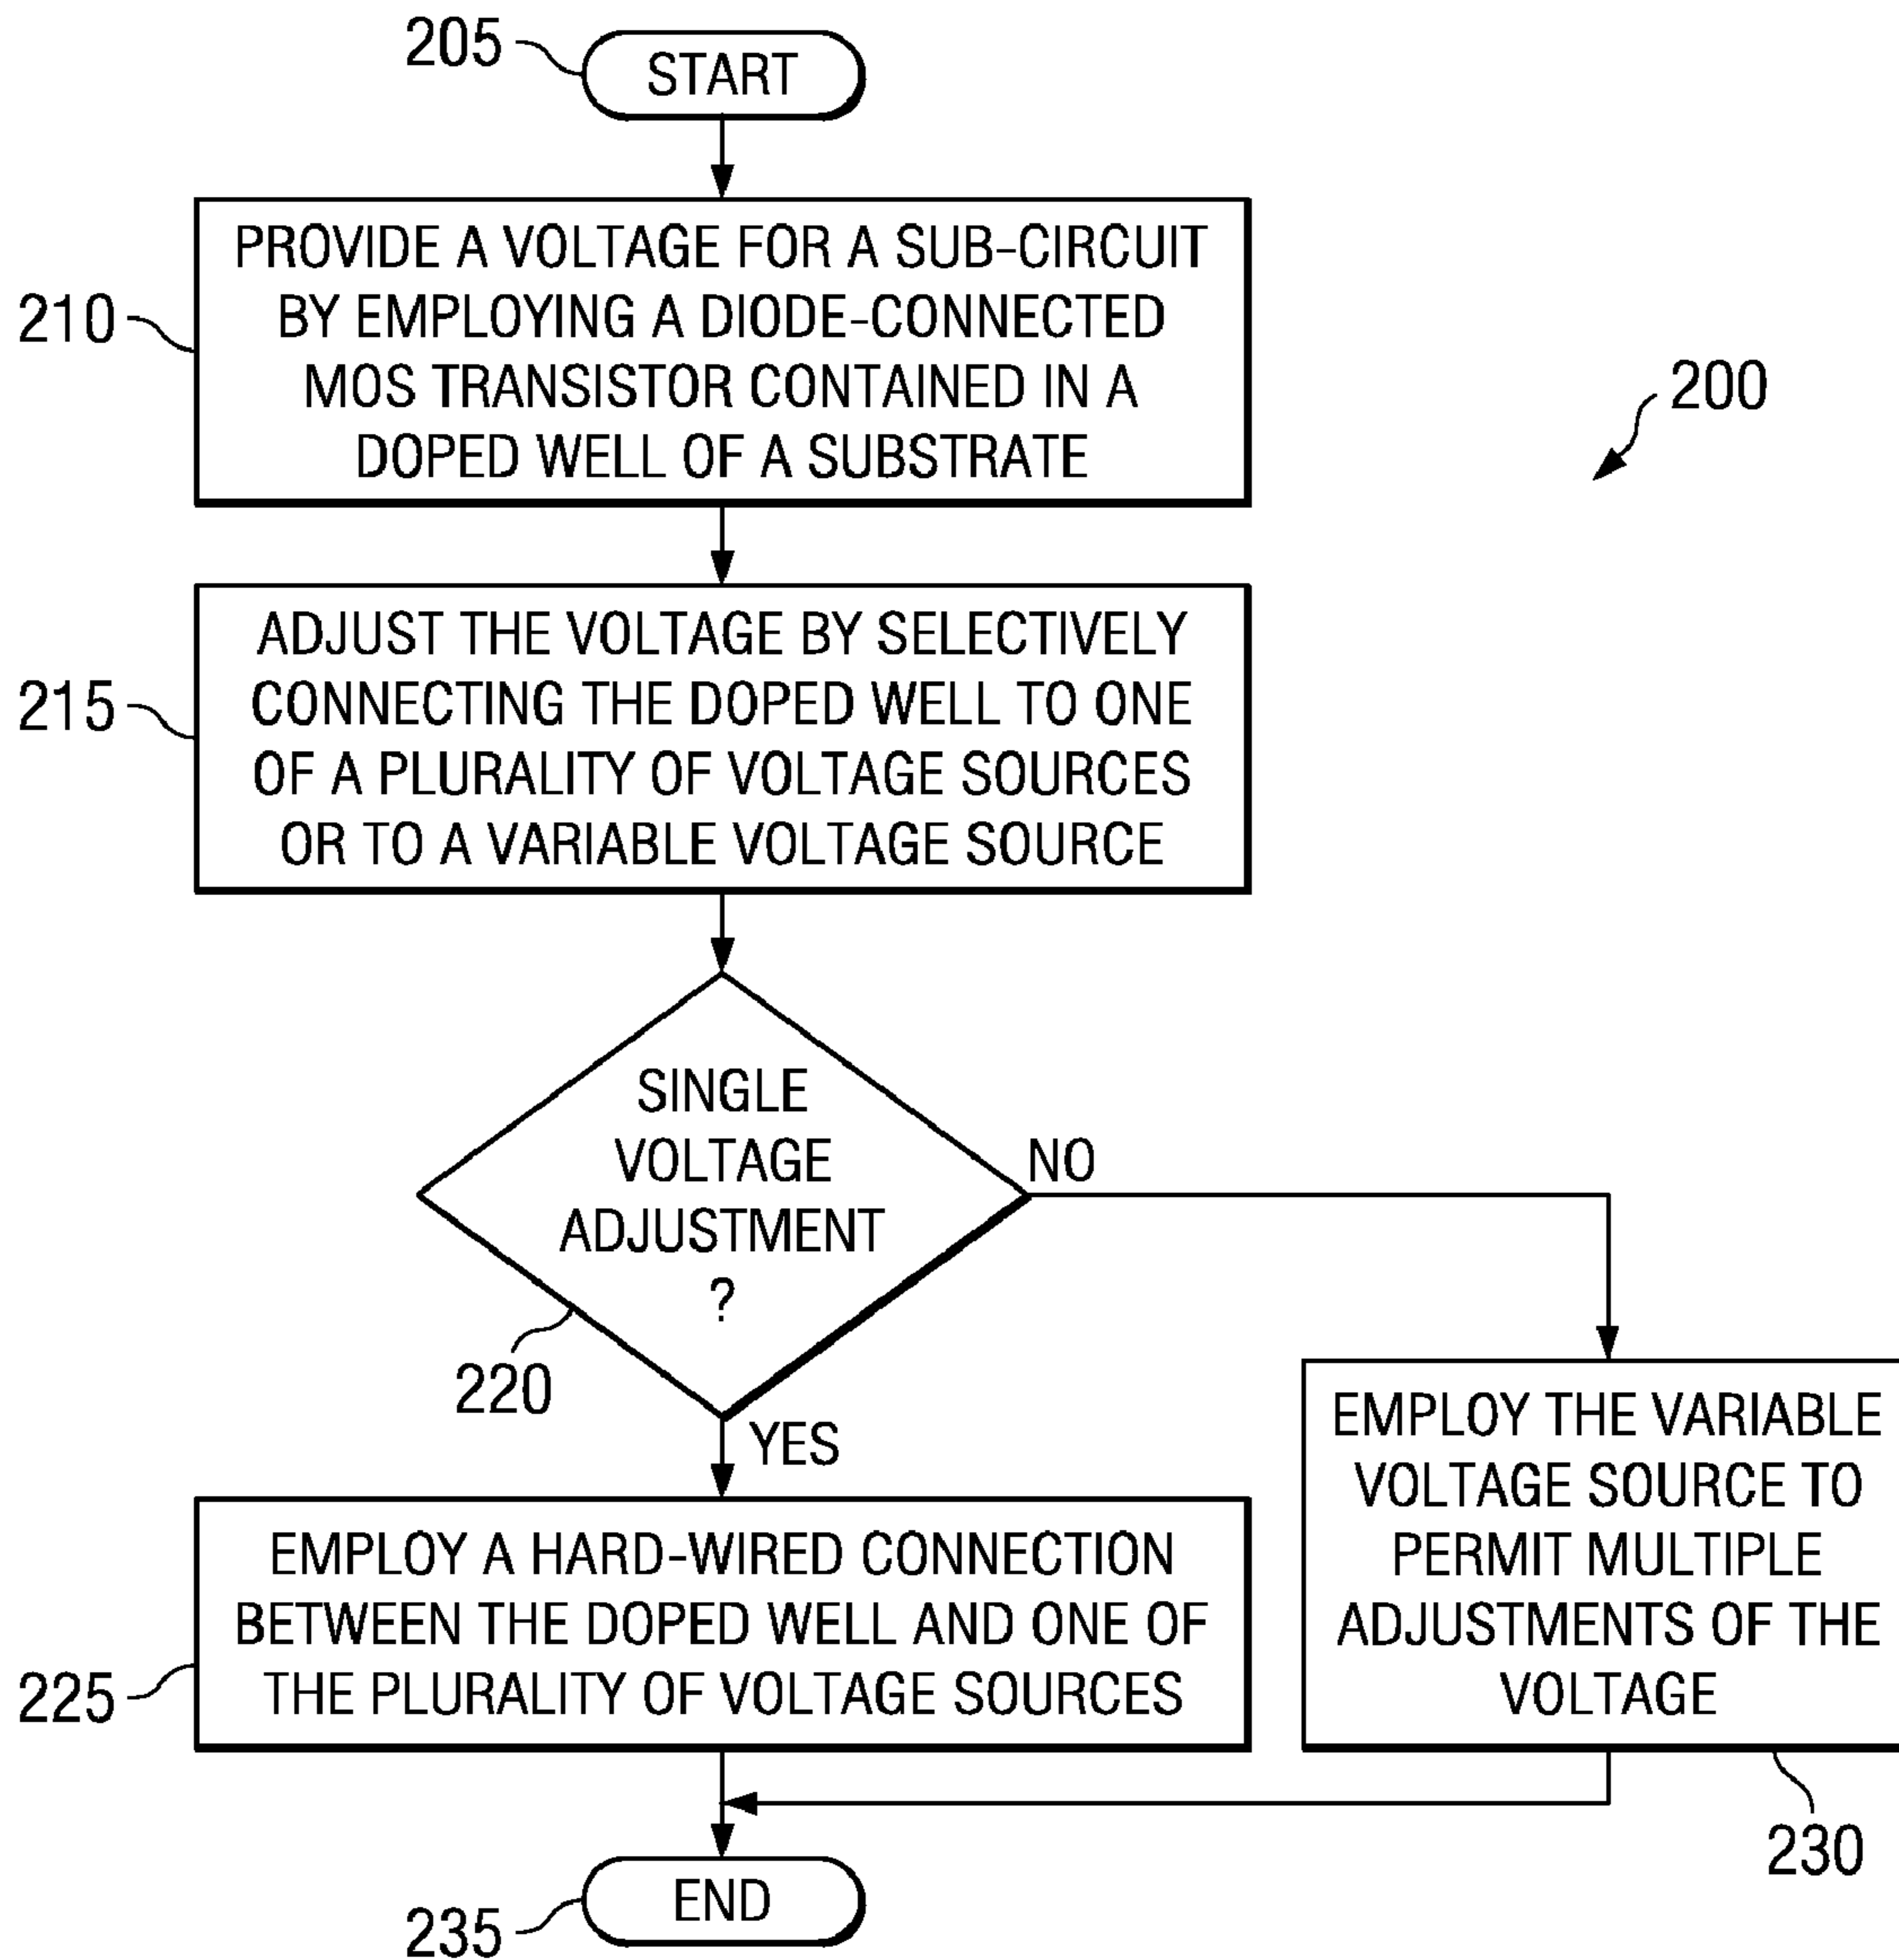 205
START
PROVIDE A VOLTAGE FOR A SUB-CIRCUIT
BY EMPLOYING A DIODE-CONNECTED
MOS TRANSISTOR CONTAINED IN A
DOPED WELL OF A SUBSTRATE
210
200
ADJUST THE VOLTAGE BY SELECTIVELY
CONNECTING THE DOPED WELL TO ONE
OF A PLURALITY OF VOLTAGE SOURCES
OR TO A VARIABLE VOLTAGE SOURCE
215
SINGLE
VOLTAGE
ADJUSTMENT
?
NO
220
YES
EMPLOY THE VARIABLE
VOLTAGE SOURCE TO
PERMIT MULTIPLE
ADJUSTMENTS OF THE
VOLTAGE
EMPLOY A HARD-WIRED CONNECTION
BETWEEN THE DOPED WELL AND ONE OF
THE PLURALITY OF VOLTAGE SOURCES
225
230
END
235